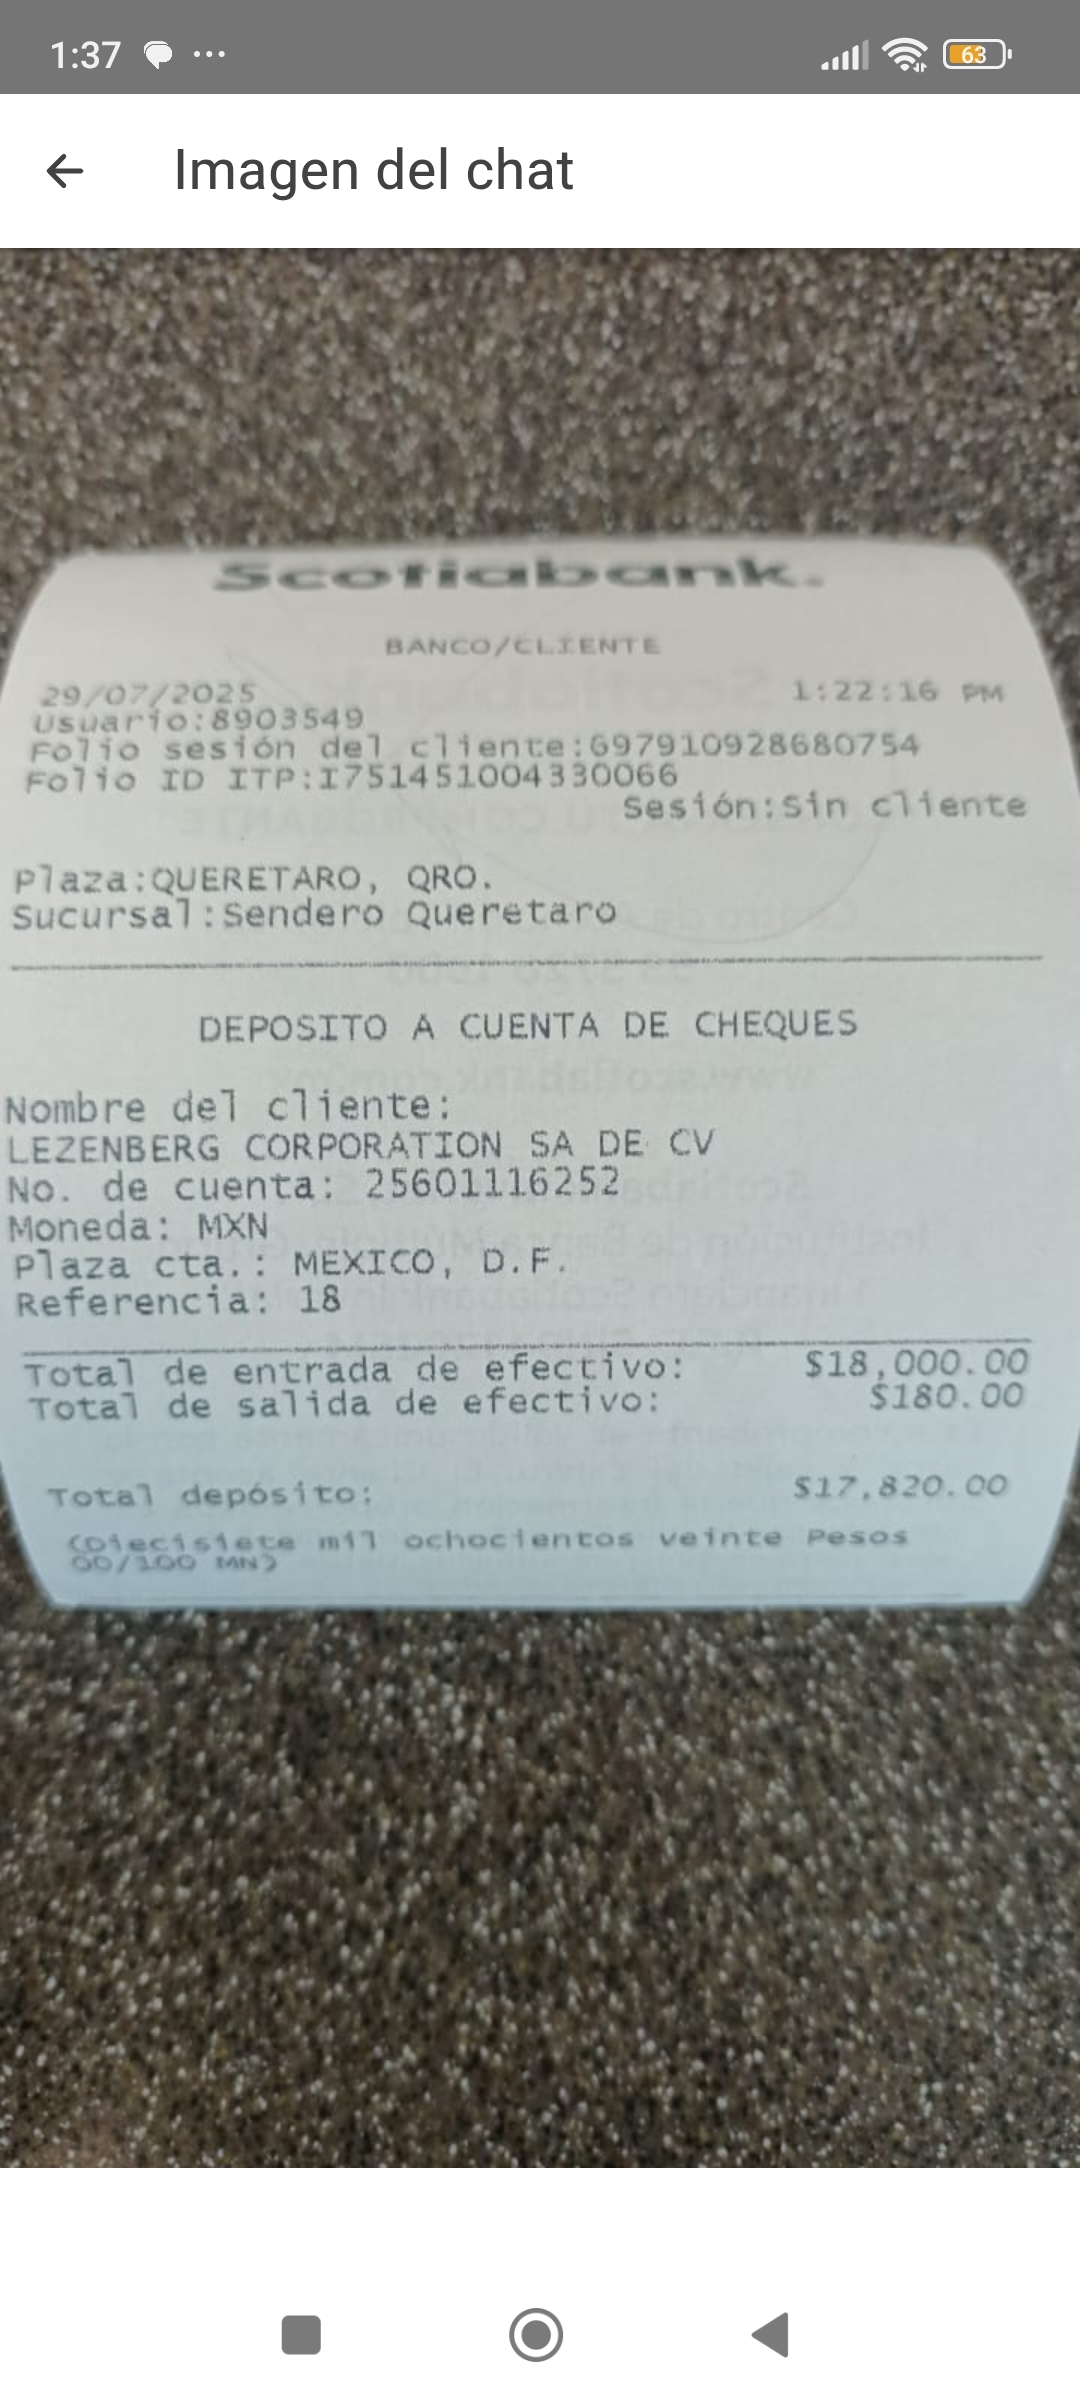 1:37
63
Imagen del chat
Scotiabank.
BANCO/CLIENTE
29/07/2025 1:22:16 PM
Usuario:8903549
Folio sesión del cliente:697910928680754
Folio ID ITP:I751451004330066
Sesión:Sin cliente
Plaza:QUERETARO, QRO.
Sucursal:Sendero Queretaro
DEPOSITO A CUENTA DE CHEQUES
Nombre del cliente:
LEZENBERG CORPORATION SA DE CV
No. de cuenta: 25601116252
Moneda: MXN
Plaza cta.: MEXICO, D.F.
Referencia: 18
Total de entrada de efectivo: $18,000.00
Total de salida de efectivo: $180.00
Total depósito: $17,820.00
(Diecisiete mil ochocientos veinte Pesos
00/100 MN)